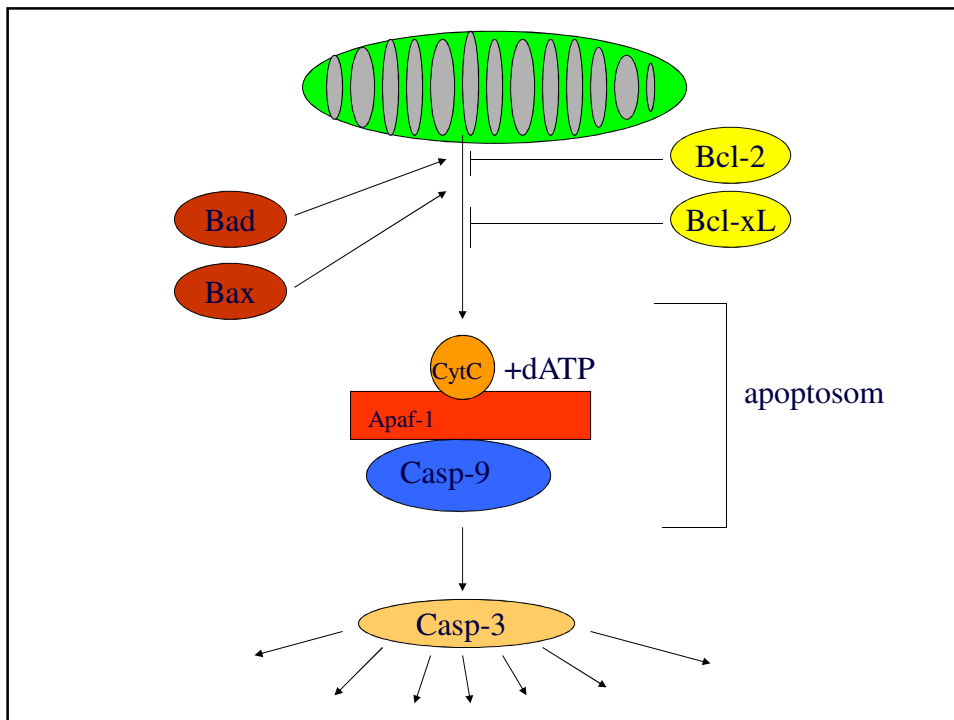 Bcl-2
Bad
Bcl-xL
Bax
CytC +dATP
apoptosom
Apaf-1
Casp-9
Casp-3